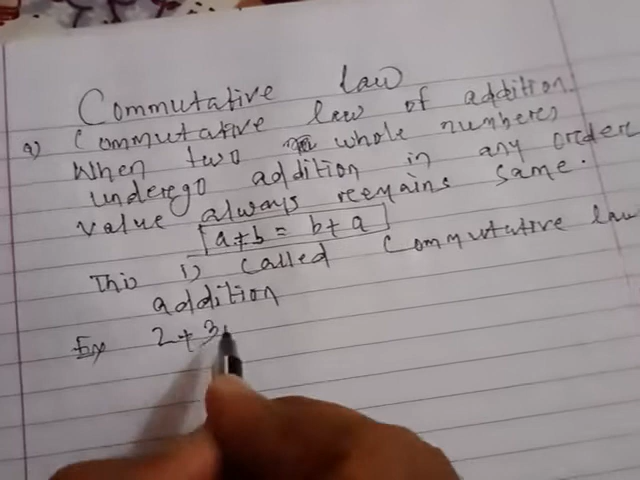 Commutative law
a) Commutative law of addition.
When two whole numbers
underego addition in any order
value always remains same.
a+b = b+a
This is called Commutative law
addition
Ex 2+3